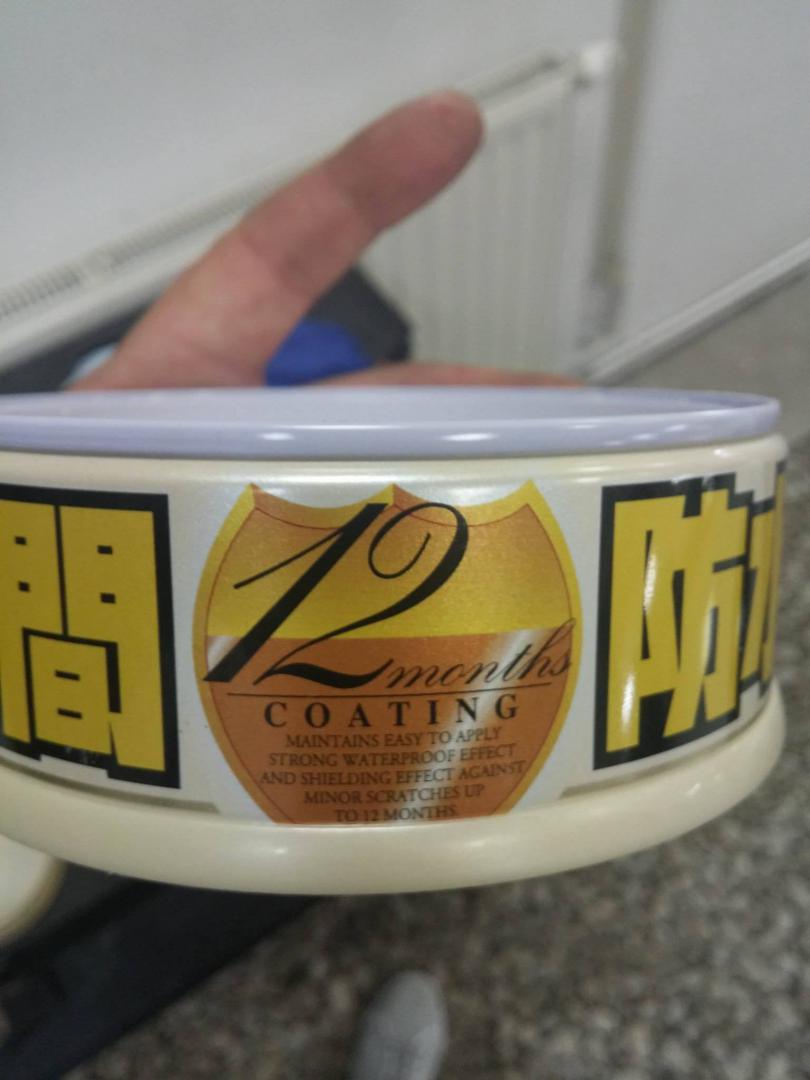 間
12 months
COATING
MAINTAINS EASY TO APPLY
STRONG WATERPROOF EFFECT
AND SHIELDING EFFECT AGAINST
MINOR SCRATCHES UP
TO 12 MONTHS
防水